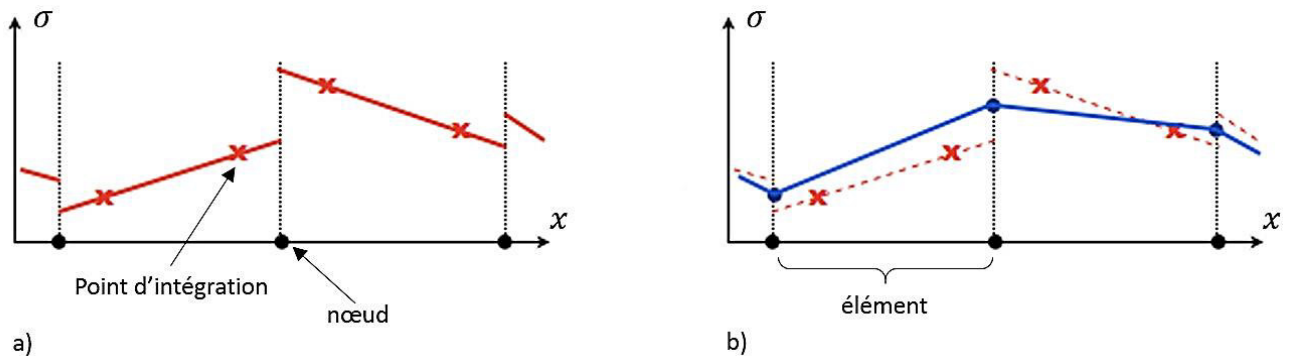 σ
x
Point d'intégration
nœud
a)
σ
x
élément
b)